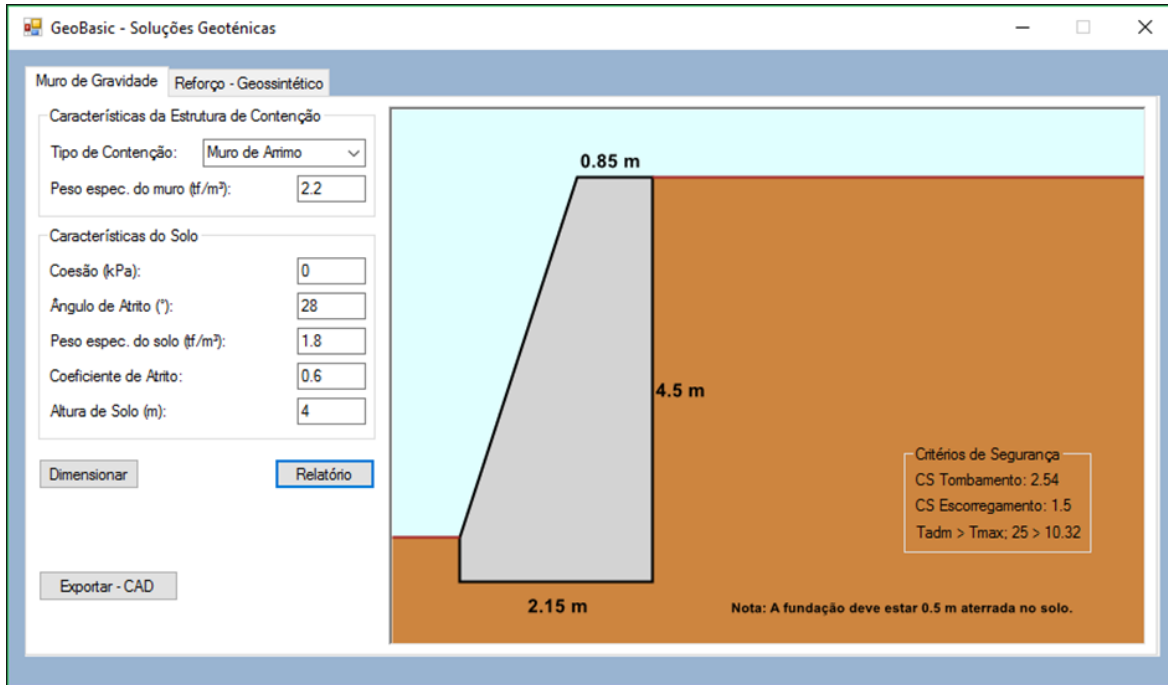 GeoBasic - Soluções Geoténicas
Muro de Gravidade
Reforço - Geossintético
Características da Estrutura de Contenção
Tipo de Contenção: Muro de Arrimo
Peso espec. do muro (tf/m³): 2.2
Características do Solo
Coesão (kPa): 0
Ângulo de Atrito (°): 28
Peso espec. do solo (tf/m³): 1.8
Coeficiente de Atrito: 0.6
Altura de Solo (m): 4
Dimensionar
Relatório
Exportar - CAD
0.85 m
4.5 m
Critérios de Segurança
CS Tombamento: 2.54
CS Escorregamento: 1.5
Tadm > Tmax; 25 > 10.32
2.15 m
Nota: A fundação deve estar 0.5 m aterrada no solo.